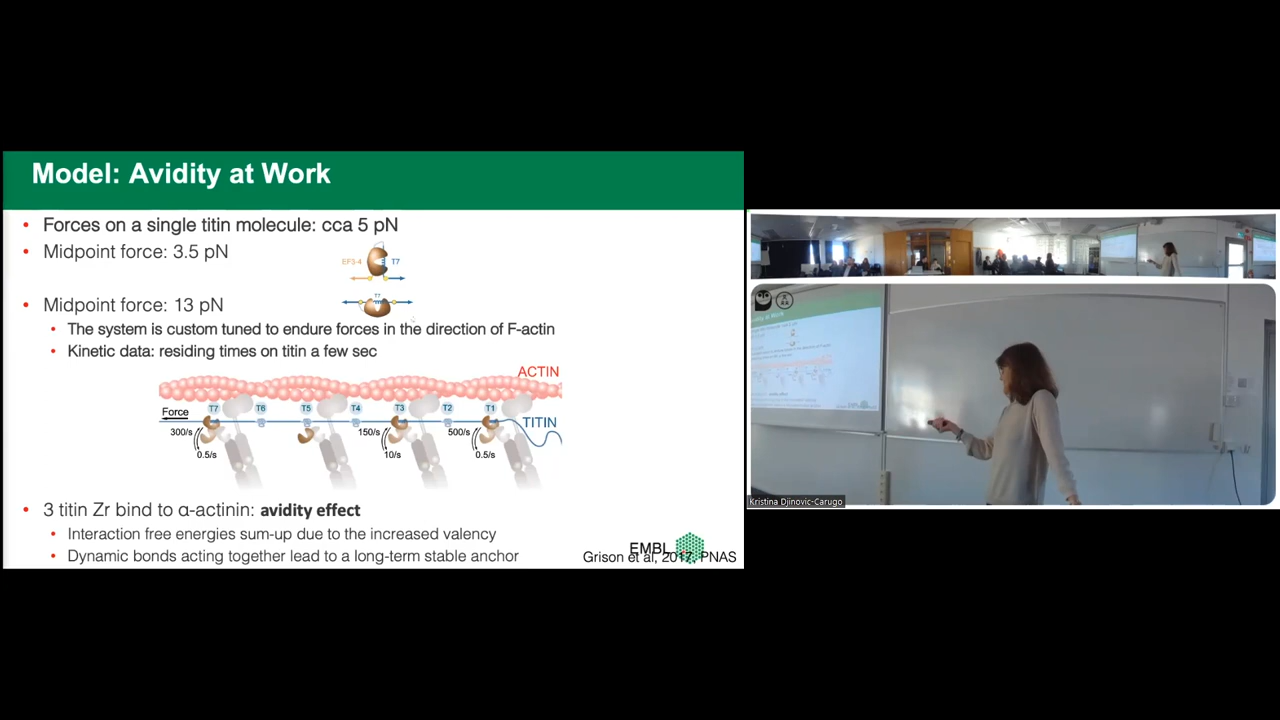 Model: Avidity at Work
• Forces on a single titin molecule: cca 5 pN
• Midpoint force: 3.5 pN
EF3-4
T7
• Midpoint force: 13 pN
T7
• The system is custom tuned to endure forces in the direction of F-actin
• Kinetic data: residing times on titin a few sec
ACTIN
Force
T7 T6 T5 T4 T3 T2 T1
TITIN
300/s 150/s 500/s
0.5/s 10/s 0.5/s
• 3 titin Zr bind to α-actinin: avidity effect
• Interaction free energies sum-up due to the increased valency
• Dynamic bonds acting together lead to a long-term stable anchor
EMBL
Grison et al, 2017, PNAS
Kristina Djinovic-Carugo